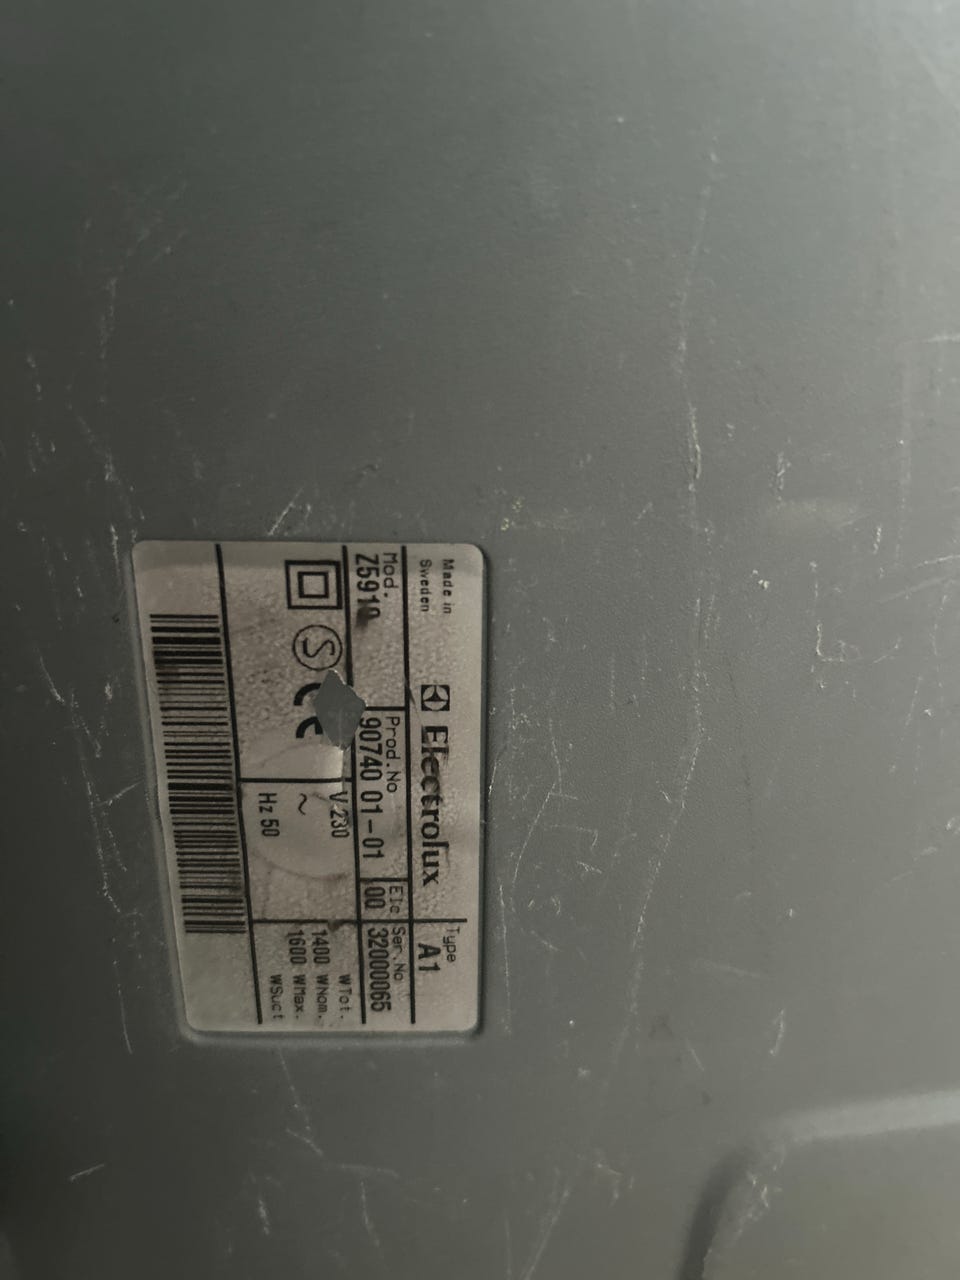 Made in
Sweden
Electrolux
Type
A1
Mod.
Prod.No
90740 01-01
Elc
00
Ser.No
32000065
S
CE
V 230
~
Hz 50
WTot.
1400 WNom.
1600 WMax.
WSuct